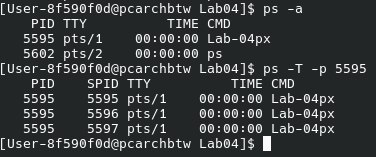 [User-8f590f0d@pcarchbtw Lab04]$ ps -a
    PID TTY          TIME CMD
   5595 pts/1    00:00:00 Lab-04px
   5602 pts/2    00:00:00 ps
[User-8f590f0d@pcarchbtw Lab04]$ ps -T -p 5595
    PID    SPID TTY          TIME CMD
   5595    5595 pts/1    00:00:00 Lab-04px
   5595    5596 pts/1    00:00:00 Lab-04px
   5595    5597 pts/1    00:00:00 Lab-04px
[User-8f590f0d@pcarchbtw Lab04]$